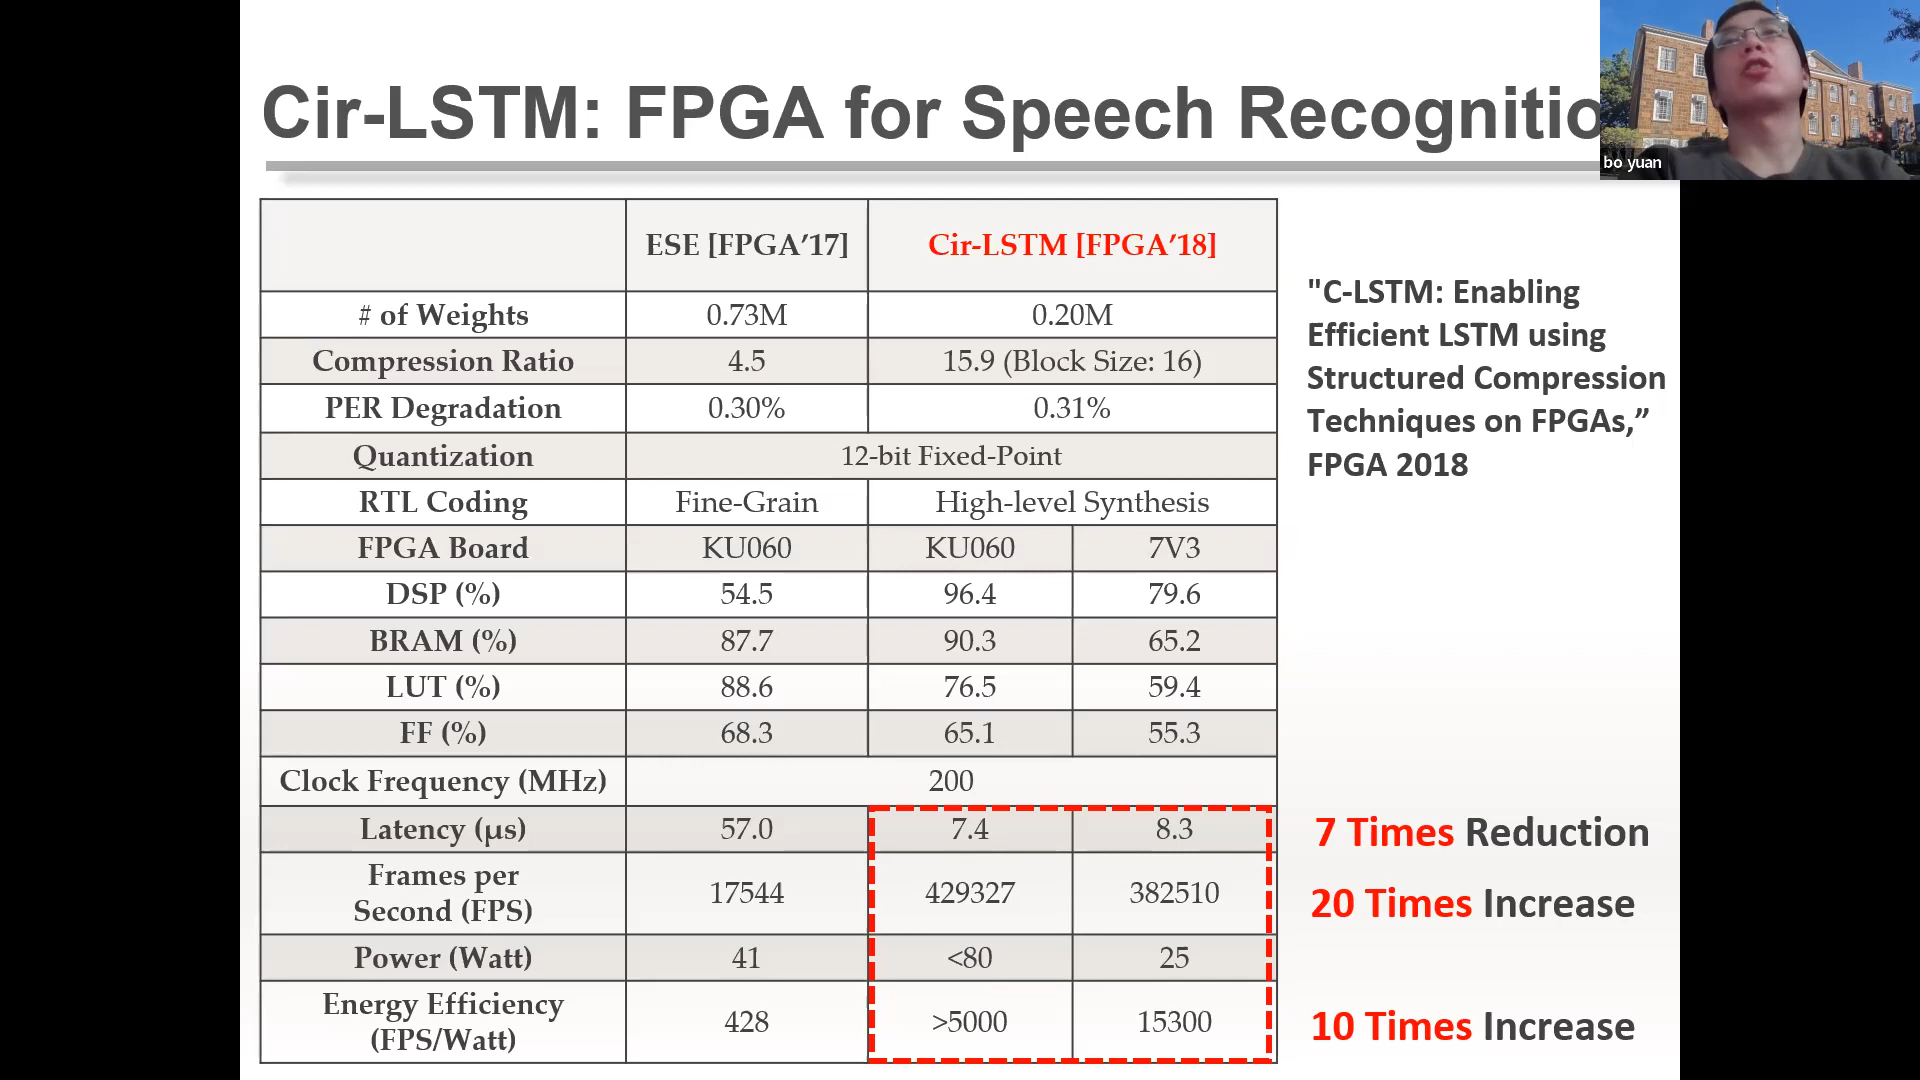 Cir-LSTM: FPGA for Speech Recognitio
bo yuan
ESE [FPGA’17] Cir-LSTM [FPGA’18]
# of Weights 0.73M 0.20M
Compression Ratio 4.5 15.9 (Block Size: 16)
PER Degradation 0.30% 0.31%
Quantization 12-bit Fixed-Point
RTL Coding Fine-Grain High-level Synthesis
FPGA Board KU060 KU060 7V3
DSP (%) 54.5 96.4 79.6
BRAM (%) 87.7 90.3 65.2
LUT (%) 88.6 76.5 59.4
FF (%) 68.3 65.1 55.3
Clock Frequency (MHz) 200
Latency (µs) 57.0 7.4 8.3
Frames per
Second (FPS) 17544 429327 382510
Power (Watt) 41 <80 25
Energy Efficiency
(FPS/Watt) 428 >5000 15300
"C-LSTM: Enabling
Efficient LSTM using
Structured Compression
Techniques on FPGAs,”
FPGA 2018
7 Times Reduction
20 Times Increase
10 Times Increase